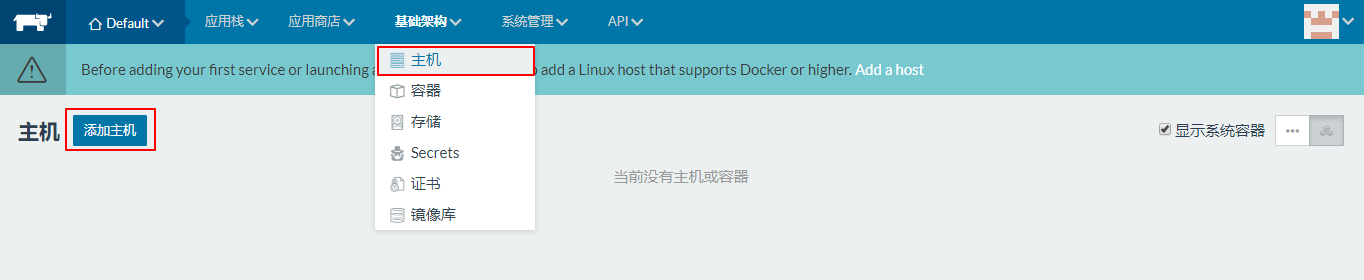 Default 应用栈 应用商店 基础架构 系统管理 API
主机
Before adding your first service or launching a
o add a Linux host that supports Docker or higher. Add a host
容器
主机 添加主机
存储
显示系统容器
Secrets
当前没有主机或容器
证书
镜像库